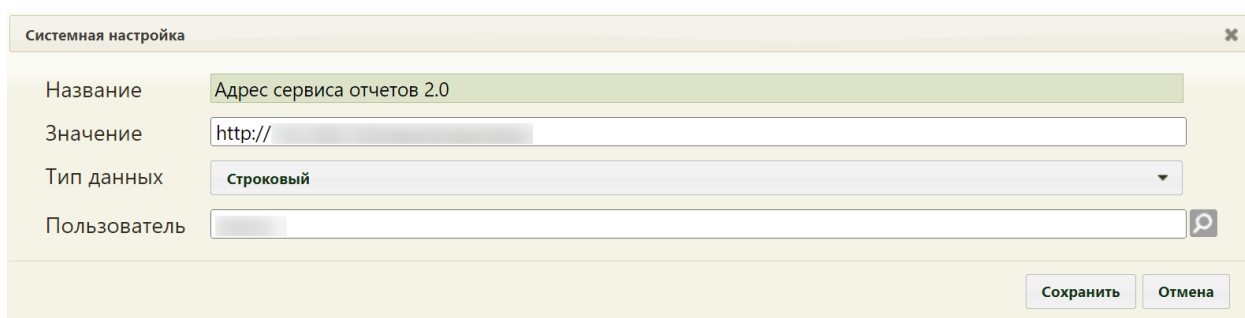 Системная настройка
Название Адрес сервиса отчетов 2.0
Значение http://
Тип данных Строковый
Пользователь
Сохранить Отмена